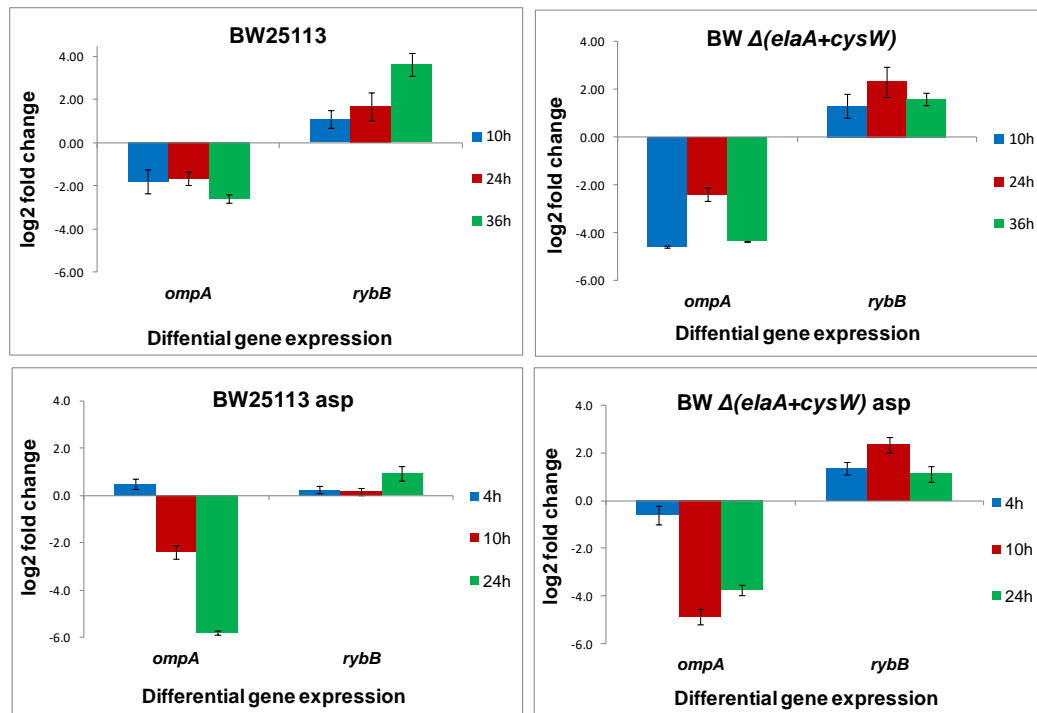 BW25113
log2 fold change
4.00
2.00
0.00
-2.00
-4.00
-6.00
ompA
rybB
Diffential gene expression
10h
24h
36h
BW Δ(elaA+cysW)
log2 fold change
4.00
2.00
0.00
-2.00
-4.00
-6.00
ompA
rybB
Diffential gene expression
10h
24h
36h
BW25113 asp
log2 fold change
4.0
2.0
0.0
-2.0
-4.0
-6.0
ompA
rybB
Differential gene expression
4h
10h
24h
BW Δ(elaA+cysW) asp
log2 fold change
4.0
2.0
0.0
-2.0
-4.0
-6.0
ompA
rybB
Differential gene expression
4h
10h
24h